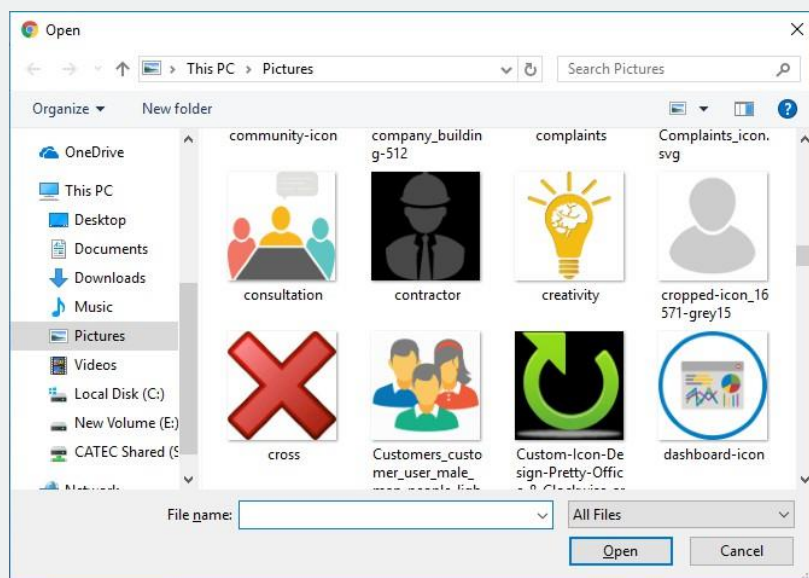 Open
This PC > Pictures
Search Pictures
Organize
New folder
?
OneDrive
This PC
Desktop
Documents
Downloads
Music
Pictures
Videos
Local Disk (C:)
New Volume (E:)
CATEC Shared (S
community-icon
company_buildin
g-512
complaints
Complaints_icon.
svg
consultation
contractor
creativity
cropped-icon_16
571-grey15
cross
Customers_custo
mer_user_male_
Custom-Icon-De
sign-Pretty-Offic
dashboard-icon
File name:
All Files
Open
Cancel